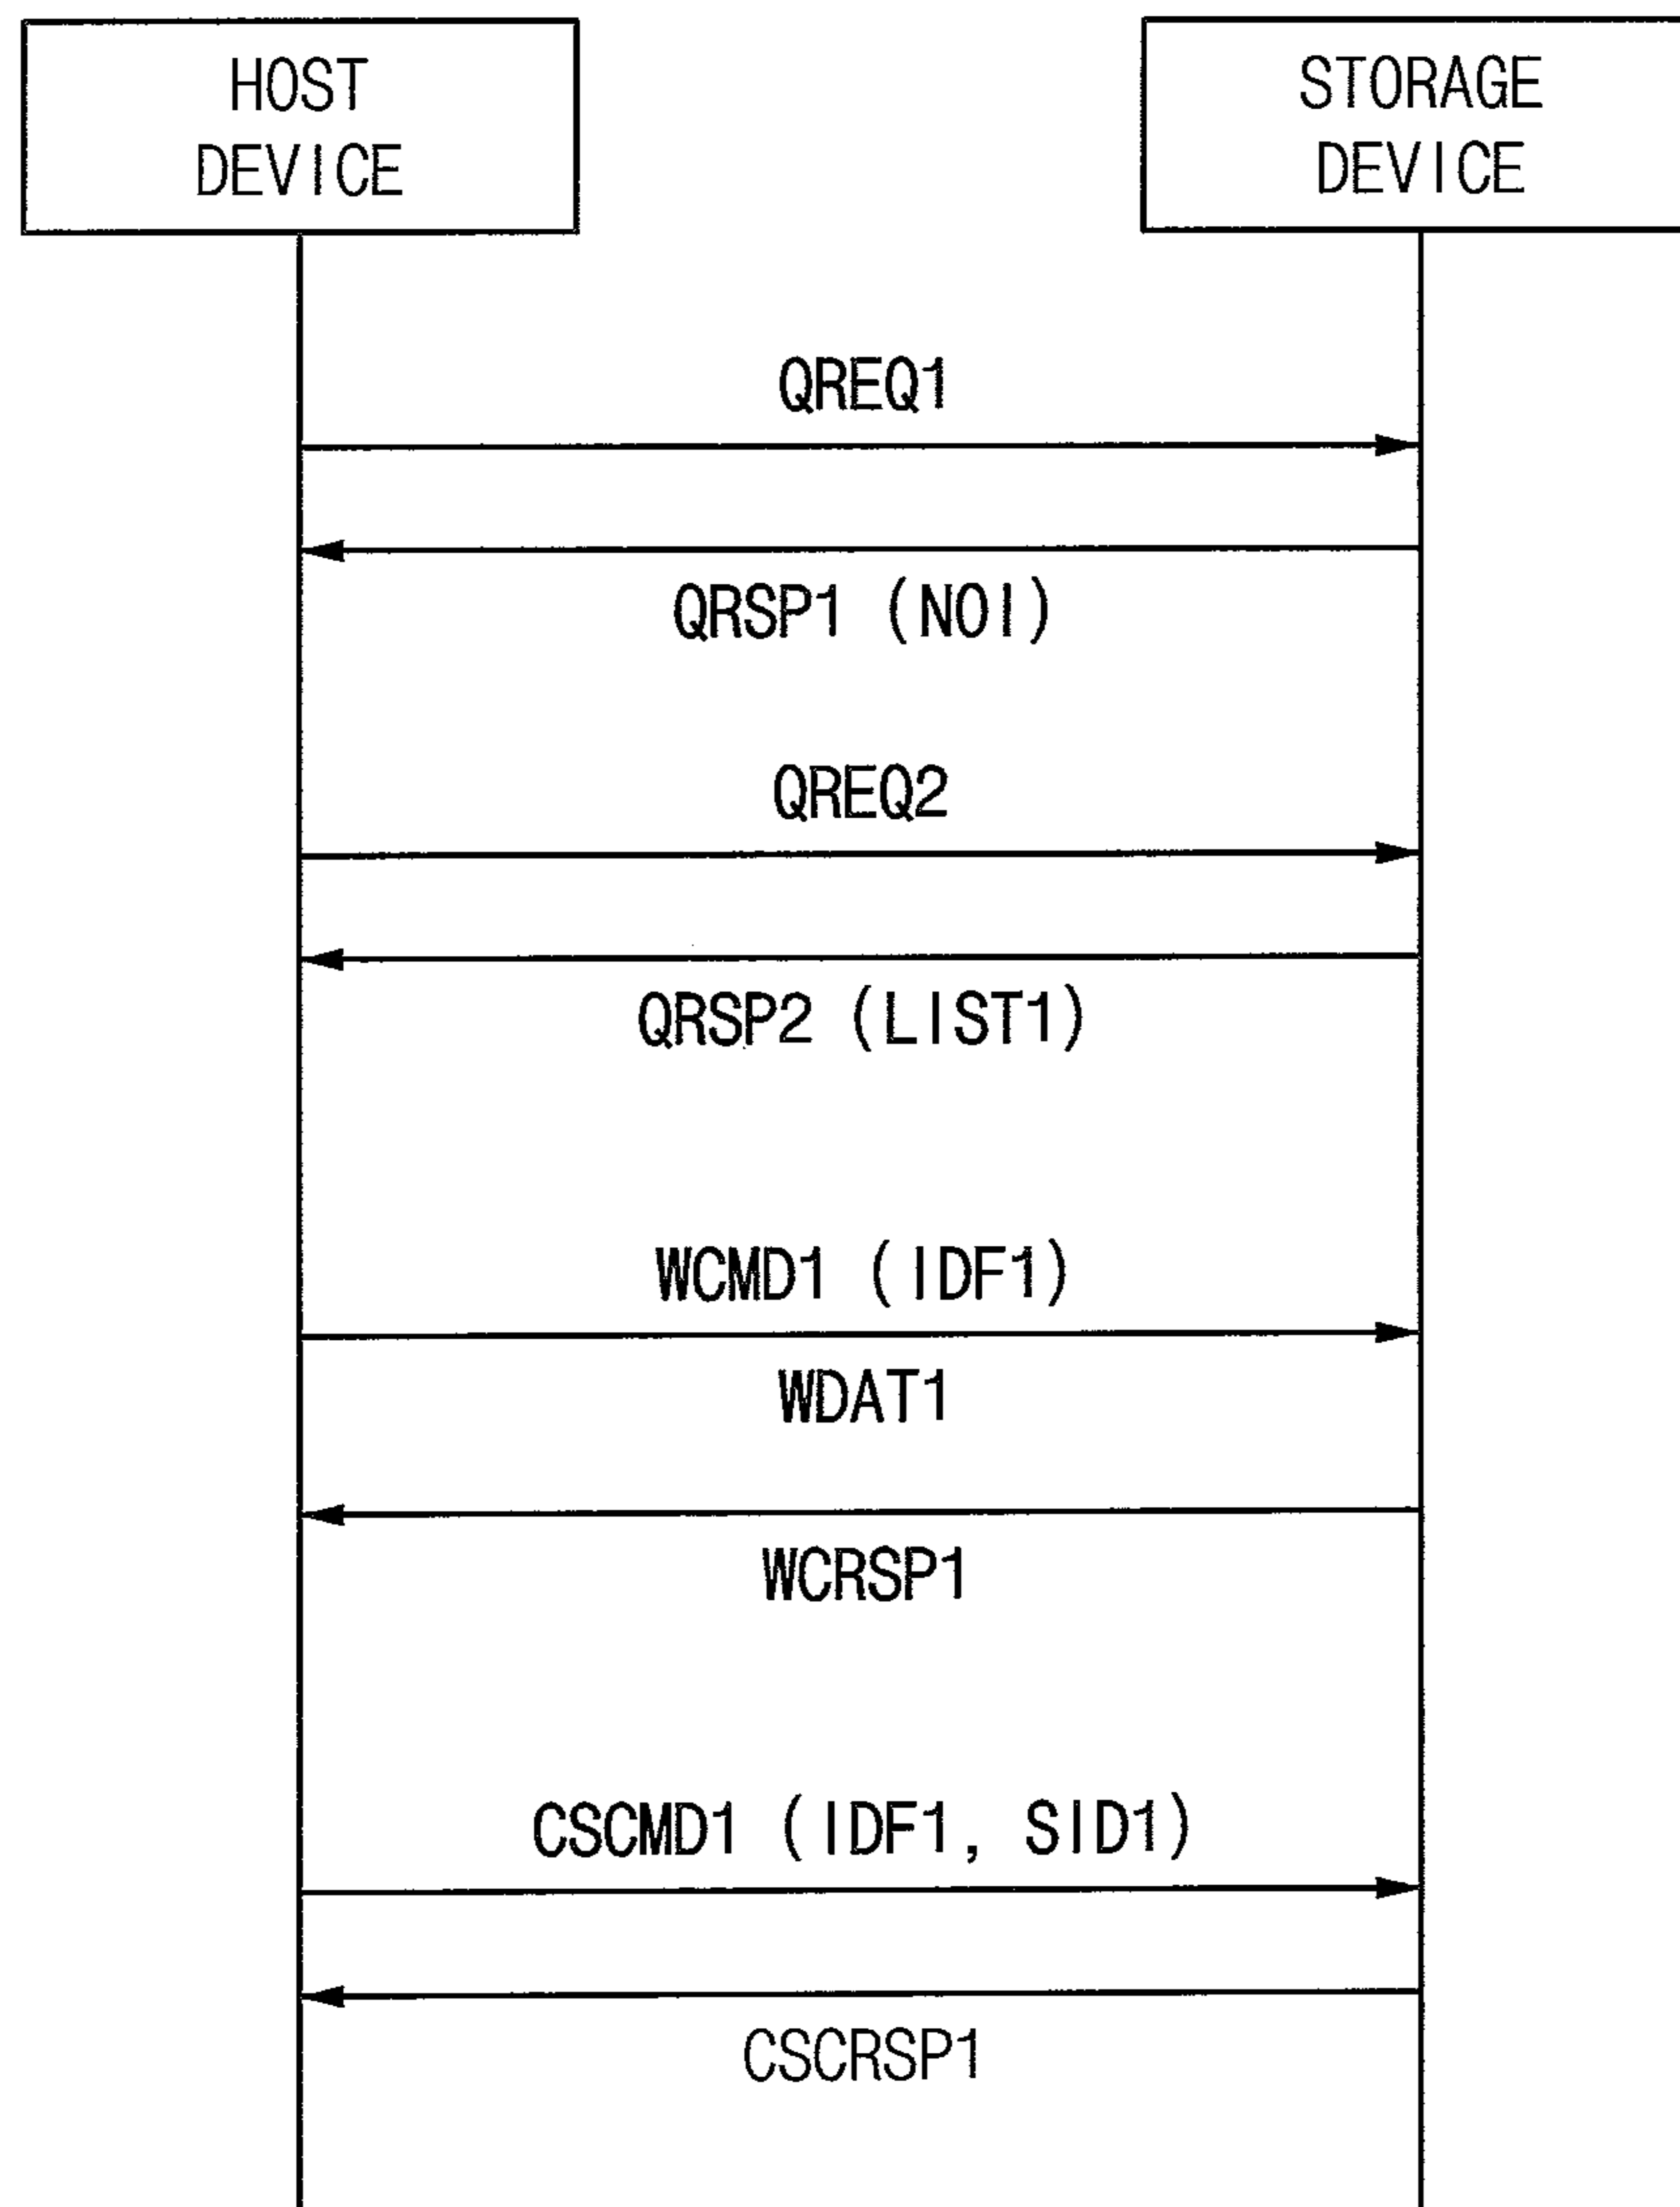 HOST
DEVICE
STORAGE
DEVICE
QREQ1
QRSP1 (NOI)
QREQ2
QRSP2 (LIST1)
WCMD1 (IDF1)
WDAT1
WCRSP1
CSCMD1 (IDF1, SID1)
CSCRSP1